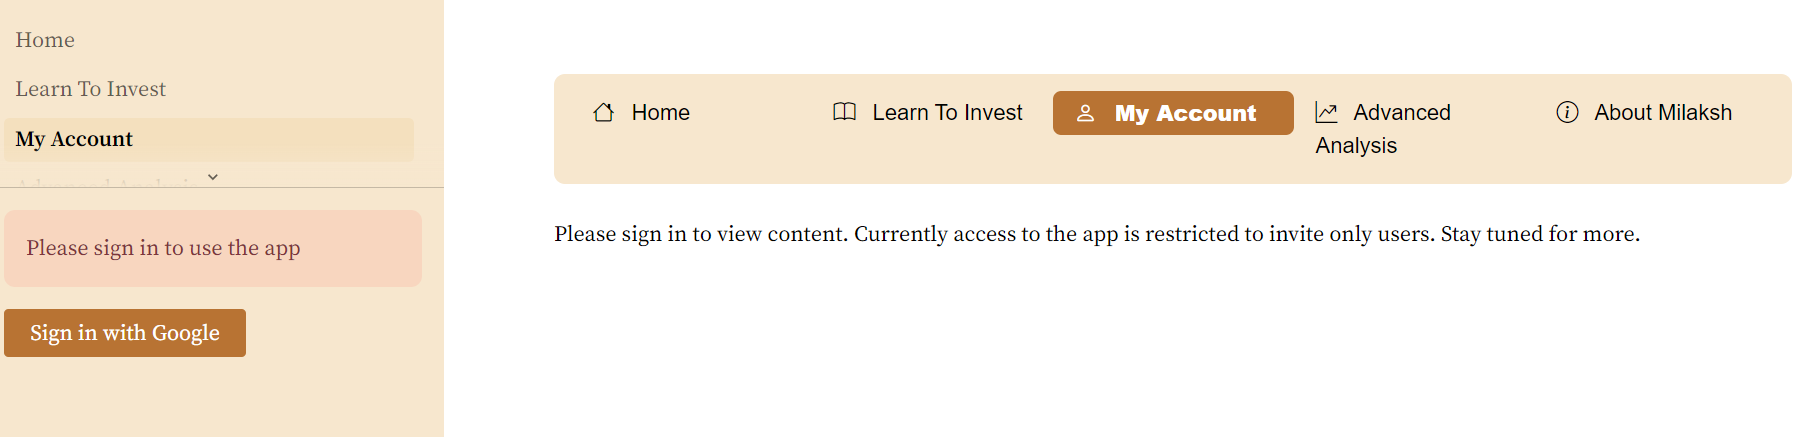 Home
Learn To Invest
My Account
Please sign in to use the app
Sign in with Google
Home
Learn To Invest
My Account
Advanced
Analysis
About Milaksh
Please sign in to view content. Currently access to the app is restricted to invite only users. Stay tuned for more.